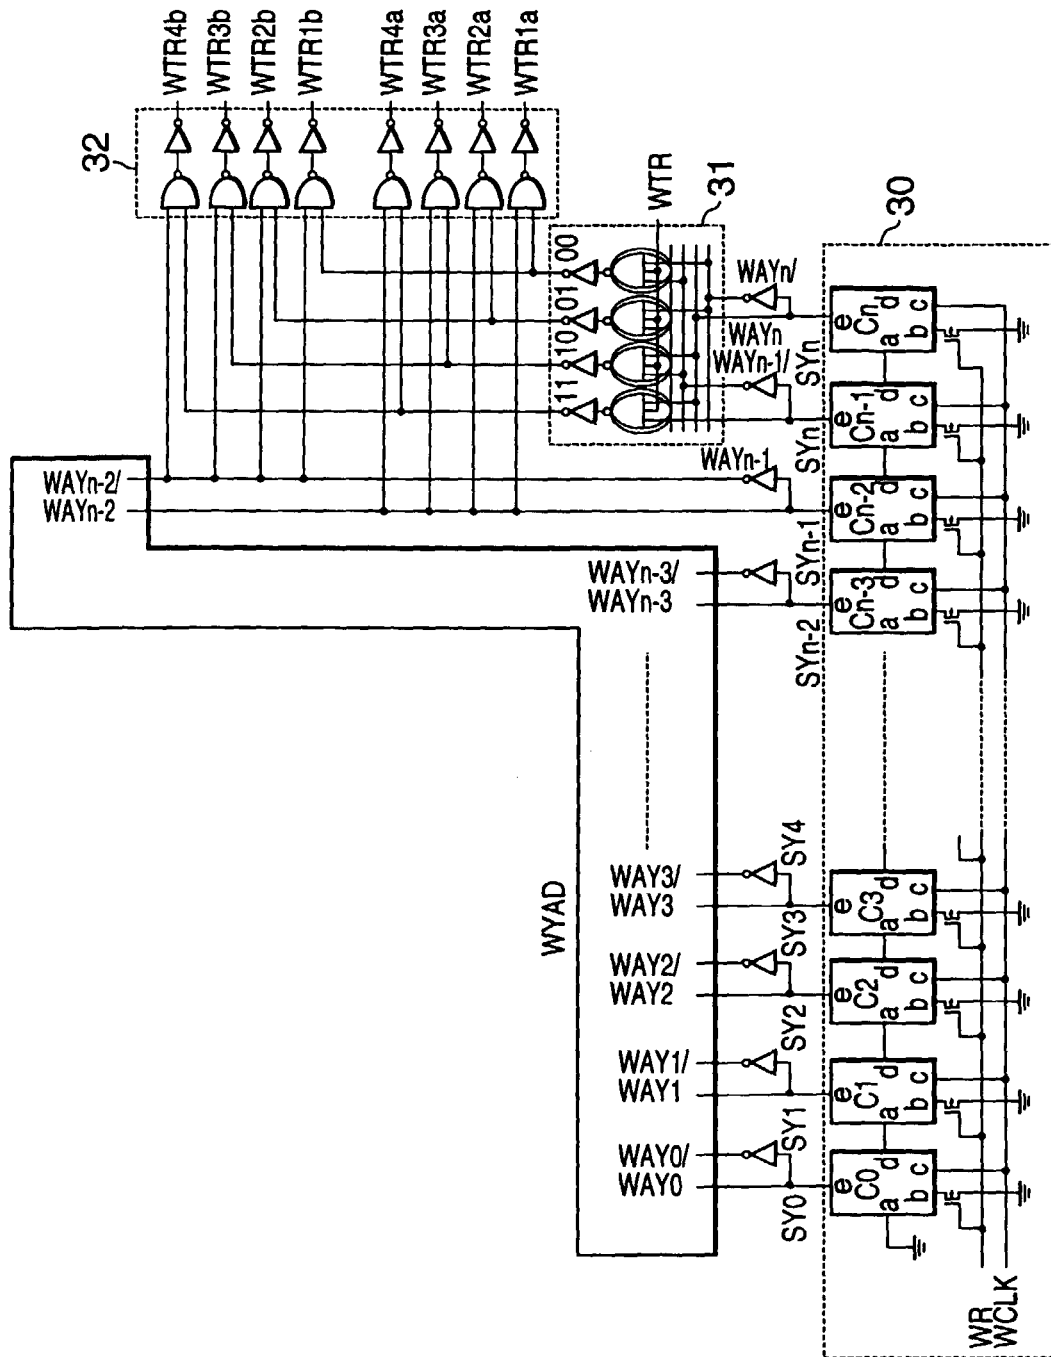 WTR4b
WTR3b
WTR2b
WTR1b
WTR4a
WTR3a
WTR2a
WTR1a
32
WTR
31
00
01
10
11
WAYn-2/
WAYn-2
WAYn/
WAYn
WAYn-1/
WAYn-1
30
WYAD
WAY0/
WAY0
WAY1/
WAY1
WAY2/
WAY2
WAY3/
WAY3
WAYn-3/
WAYn-3
SY0
SY1
SY2
SY3
SY4
SYn-2
SYn-1
SYn
SYn
e
C0
a
d
b
c
e
C1
a
d
b
c
e
C2
a
d
b
c
e
C3
a
d
b
c
e
Cn-3
a
d
b
c
e
Cn-2
a
d
b
c
e
Cn-1
a
d
b
c
e
Cn
a
d
b
c
WR
WCLK